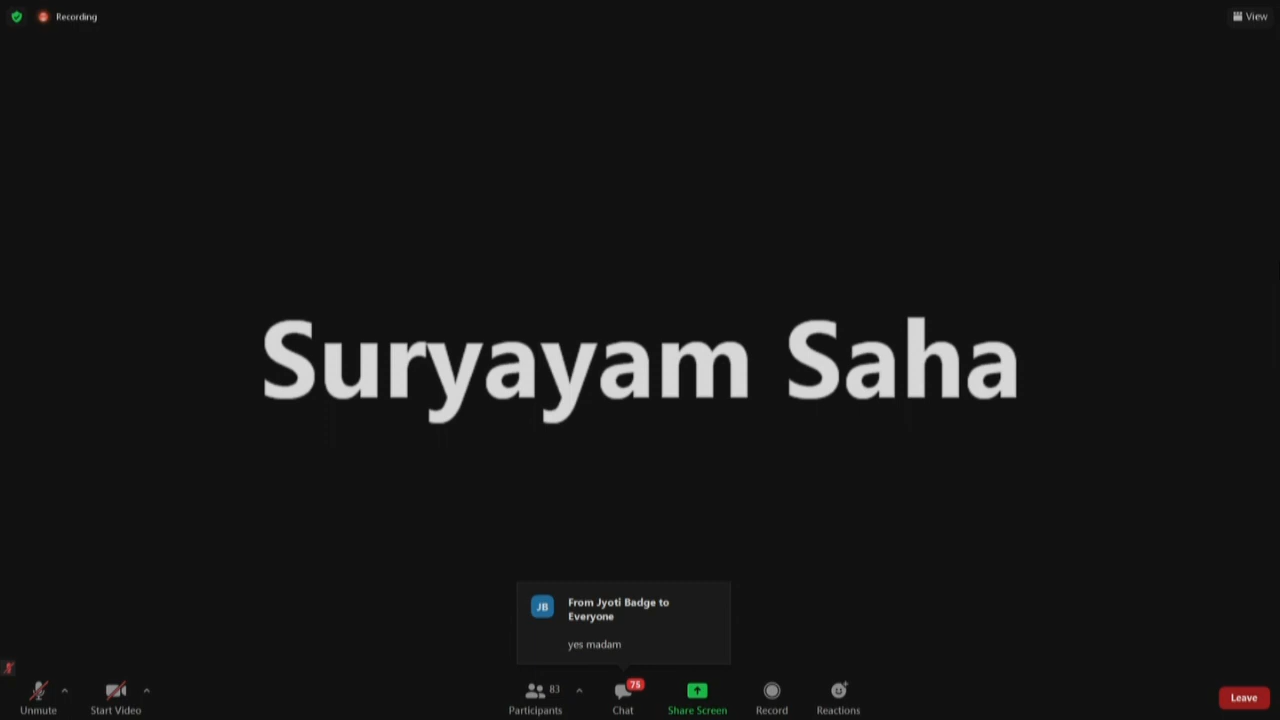 Recording
View
Suryayam Saha
JB
From Jyoti Badge to
Everyone
yes madam
83
75
Unmute
Start Video
Participants
Chat
Share Screen
Record
Reactions
Leave